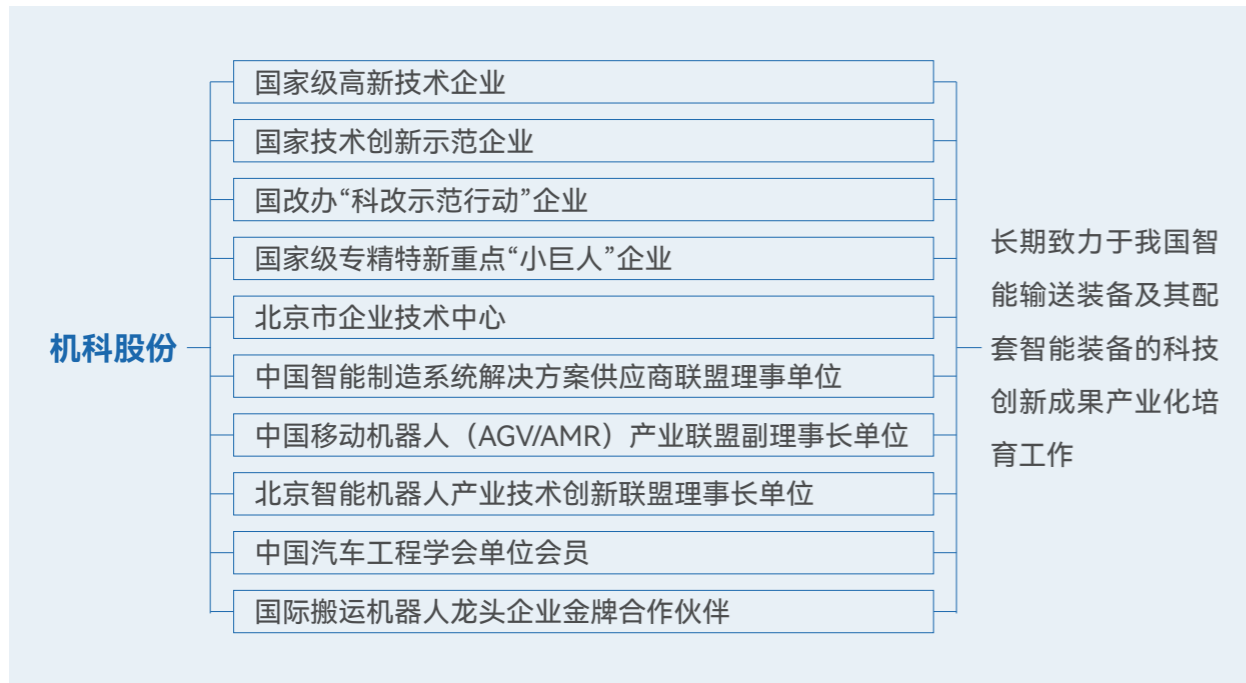 机科股份
国家级高新技术企业
国家技术创新示范企业
国改办“科改示范行动”企业
国家级专精特新重点“小巨人”企业
北京市企业技术中心
中国智能制造系统解决方案供应商联盟理事单位
中国移动机器人（AGV/AMR）产业联盟副理事长单位
北京智能机器人产业技术创新联盟理事长单位
中国汽车工程学会单位会员
国际搬运机器人龙头企业金牌合作伙伴
长期致力于我国智
能输送装备及其配
套智能装备的科技
创新成果产业化培
育工作